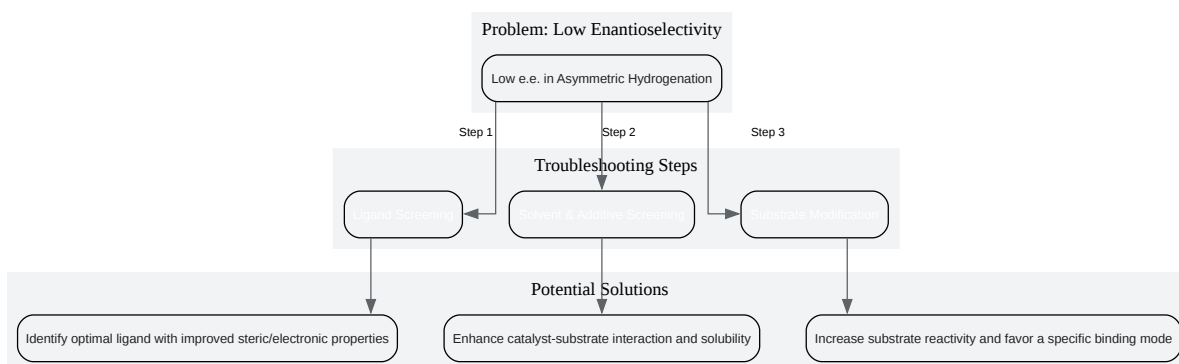 Problem: Low Enantioselectivity
Low e.e. in Asymmetric Hydrogenation
Step 1
Step 2
Step 3
Troubleshooting Steps
Ligand Screening
Solvent & Additive Screening
Substrate Modification
Potential Solutions
Identify optimal ligand with improved steric/electronic properties
Enhance catalyst-substrate interaction and solubility
Increase substrate reactivity and favor a specific binding mode